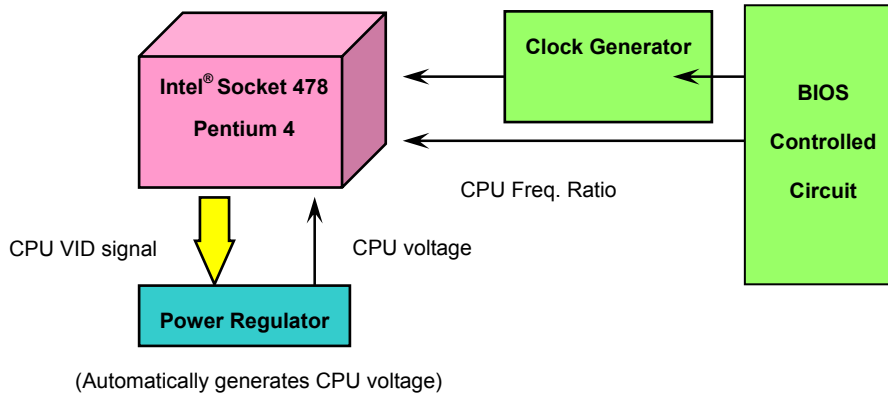 Intel® Socket 478
Pentium 4
Clock Generator
BIOS
Controlled
Circuit
CPU Freq. Ratio
CPU VID signal
CPU voltage
Power Regulator
(Automatically generates CPU voltage)